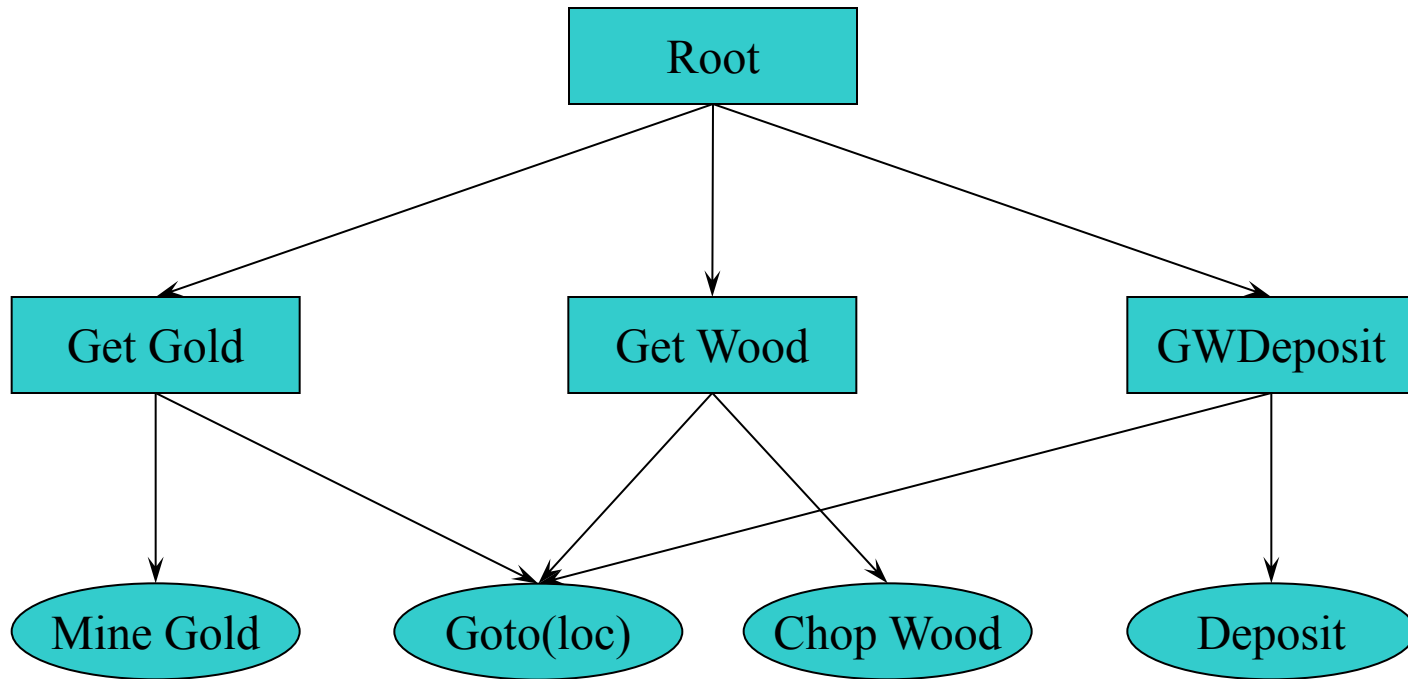 Root
Get Gold
Get Wood
GWDeposit
Mine Gold
Goto(loc)
Chop Wood
Deposit